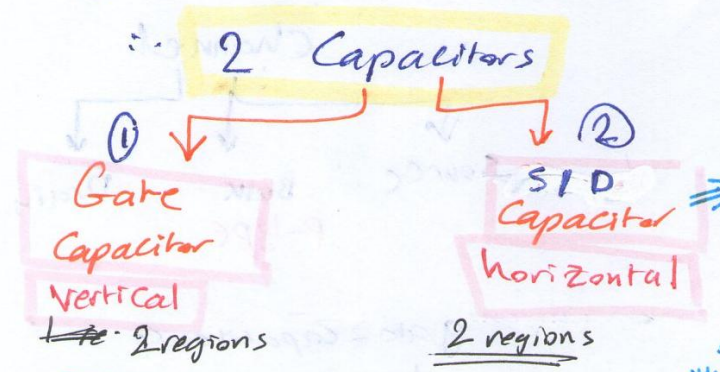 ∴ 2 Capacitors
① Gate
Capacitor
vertical
2 regions
② S/D
Capacitor
horizontal
2 regions